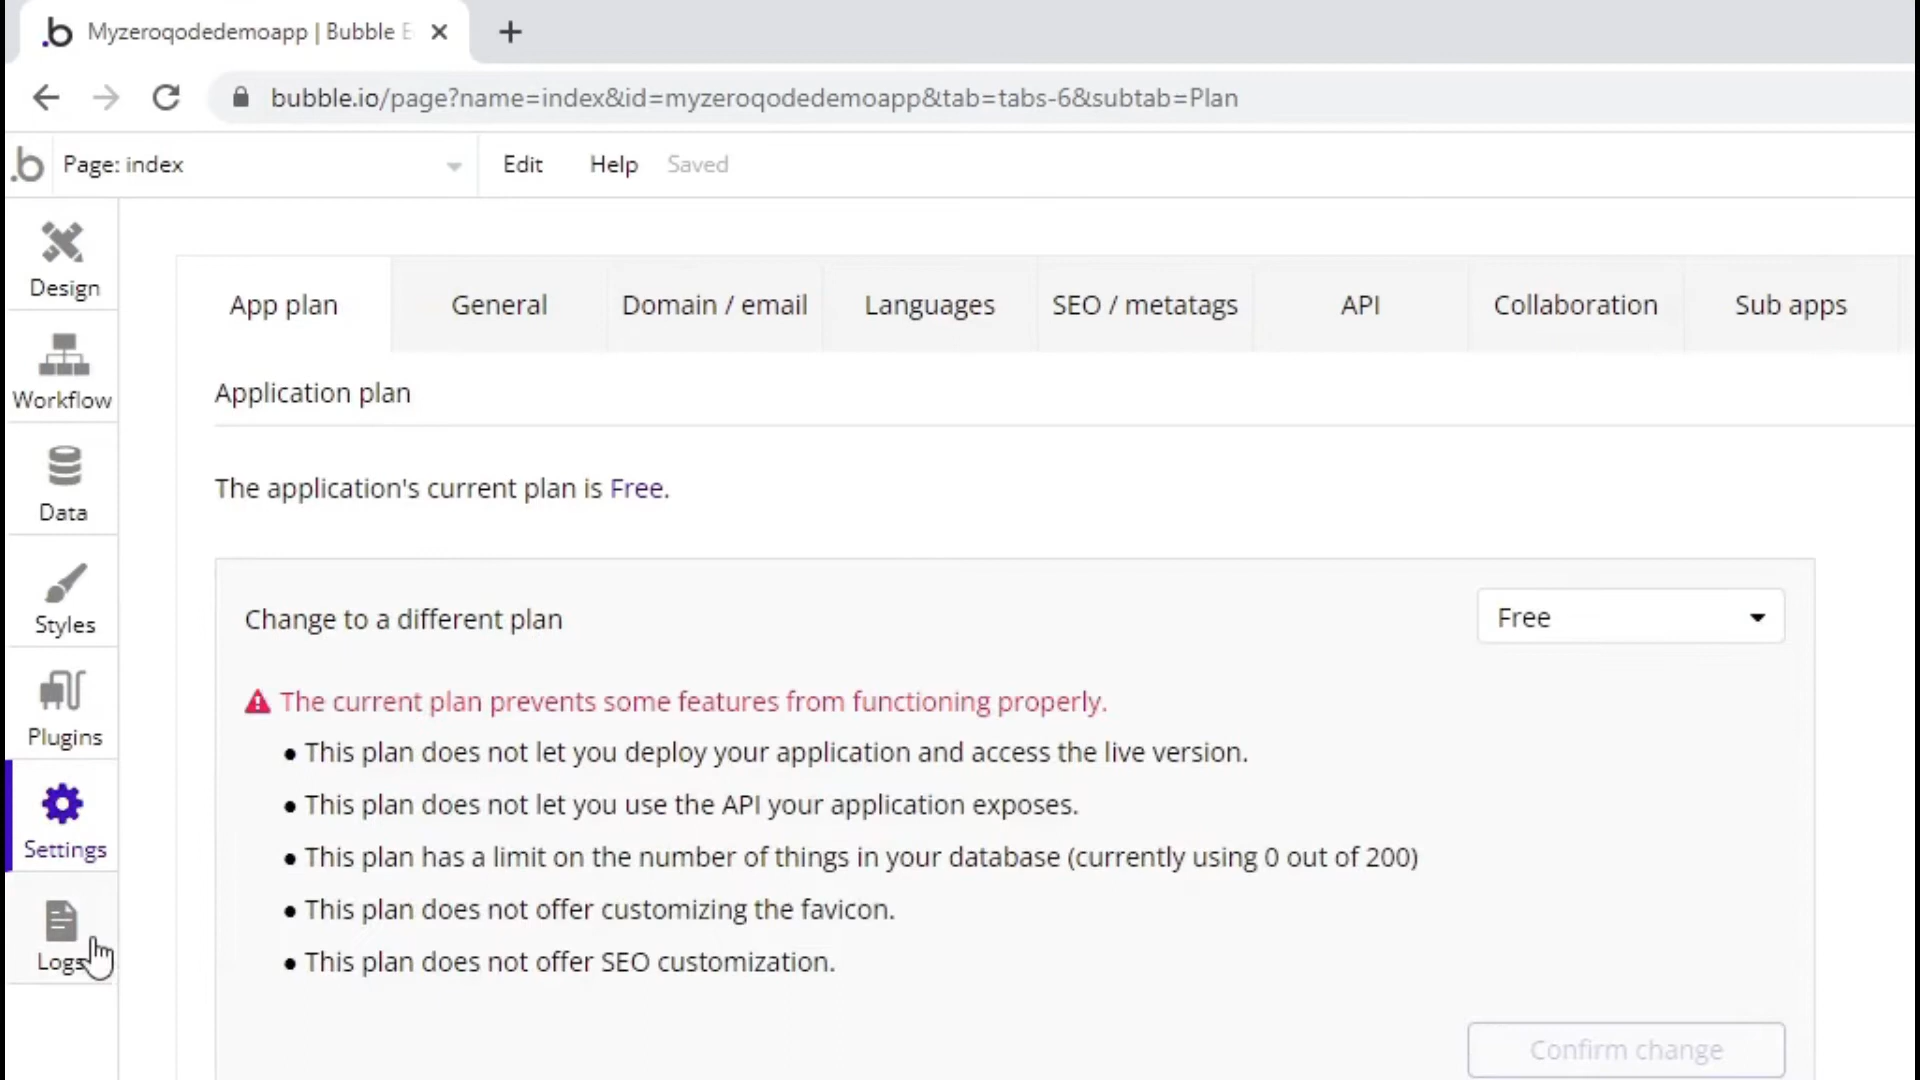 .b Myzeroqodedemoapp | Bubble E
bubble.io/page?name=index&id=myzeroqodedemoapp&tab=tabs-6&subtab=Plan
.b Page: index Edit Help Saved
Design
Workflow
Data
Styles
Plugins
Settings
Logs
App plan General Domain / email Languages SEO / metatags API Collaboration Sub apps
Application plan
The application's current plan is Free.
Change to a different plan Free
The current plan prevents some features from functioning properly.
● This plan does not let you deploy your application and access the live version.
● This plan does not let you use the API your application exposes.
● This plan has a limit on the number of things in your database (currently using 0 out of 200)
● This plan does not offer customizing the favicon.
● This plan does not offer SEO customization.
Confirm change